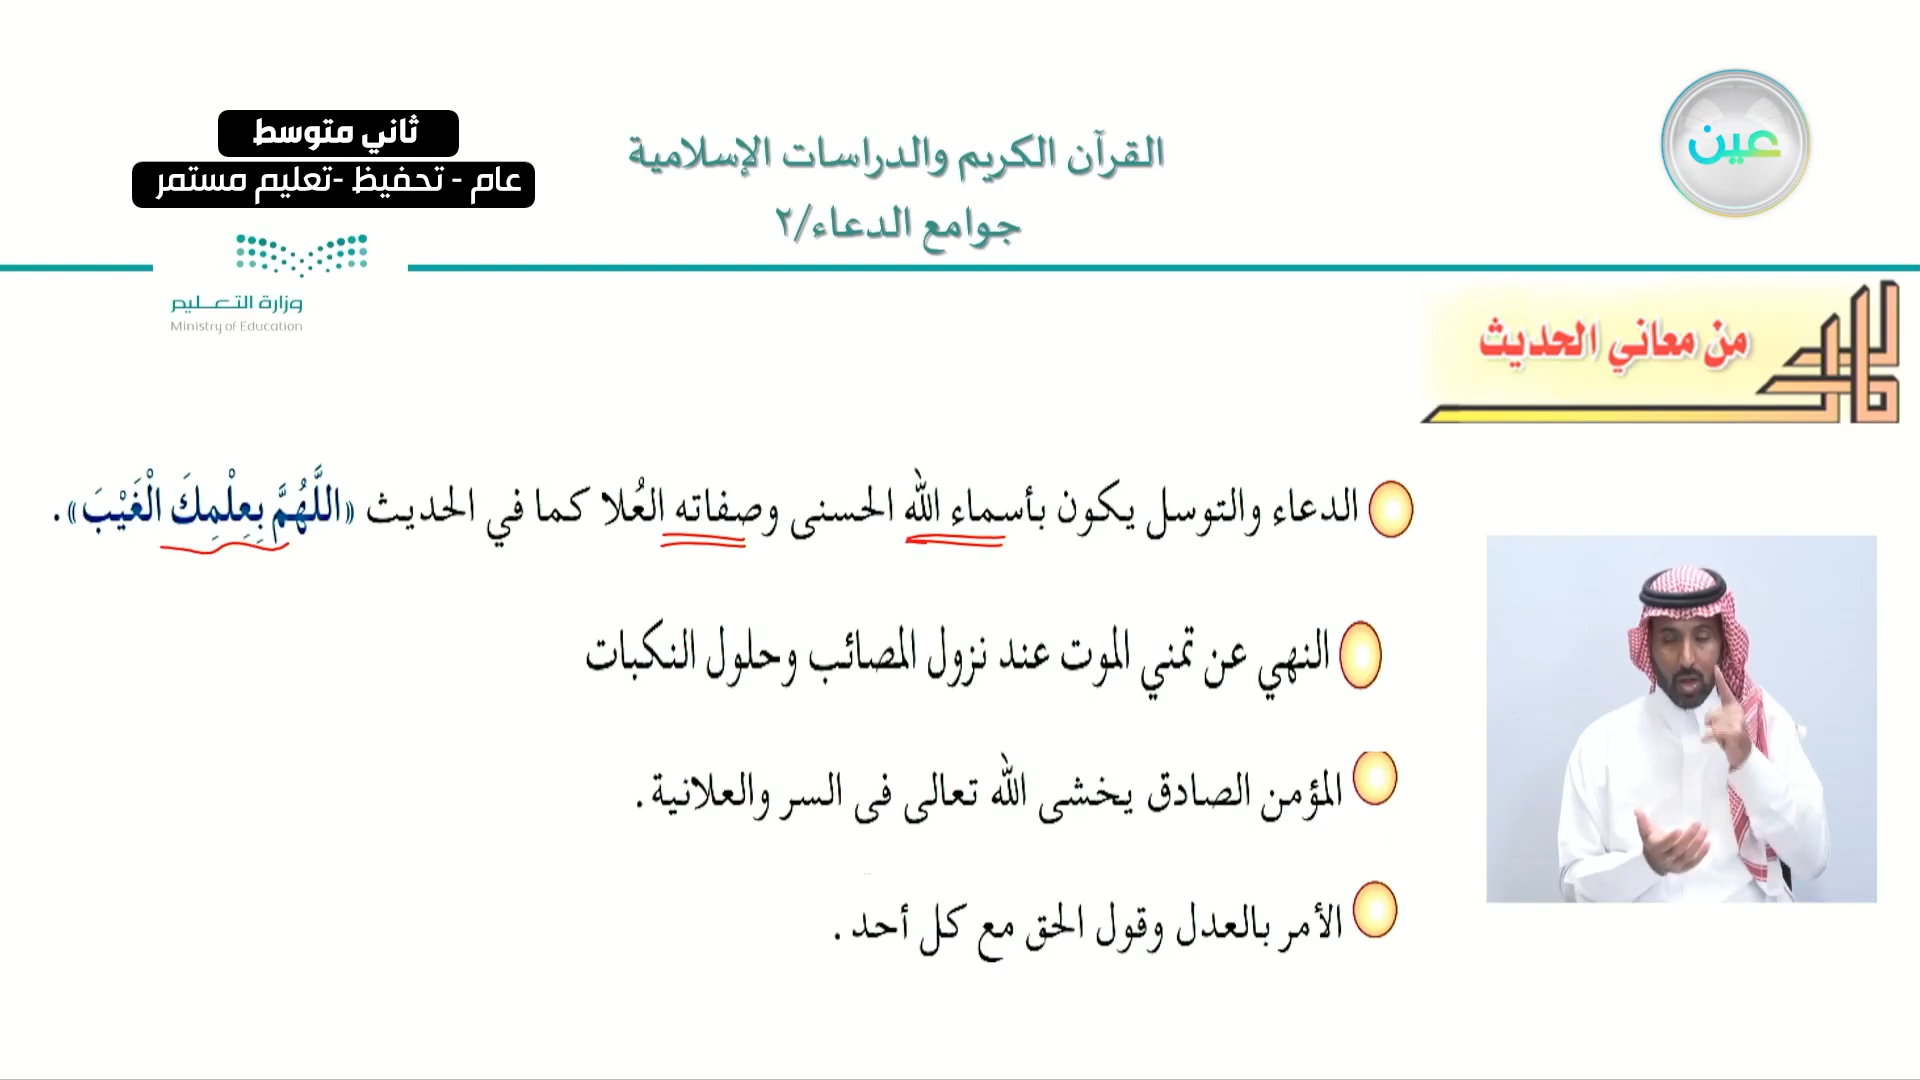 عين
القرآن الكريم والدراسات الإسلامية
جوامع الدعاء/٢
ثاني متوسط
عام - تحفيظ -تعليم مستمر
وزارة التعليم
Ministry of Education
من معاني الحديث
الدعاء والتوسل يكون بأسماء الله الحسنى وصفاته العُلا كما في الحديث «اللَّهُمَّ بِعِلْمِكَ الْغَيْبَ» .
النهي عن تمني الموت عند نزول المصائب وحلول النكبات
المؤمن الصادق يخشى الله تعالى فى السر والعلانية .
الأمر بالعدل وقول الحق مع كل أحد .